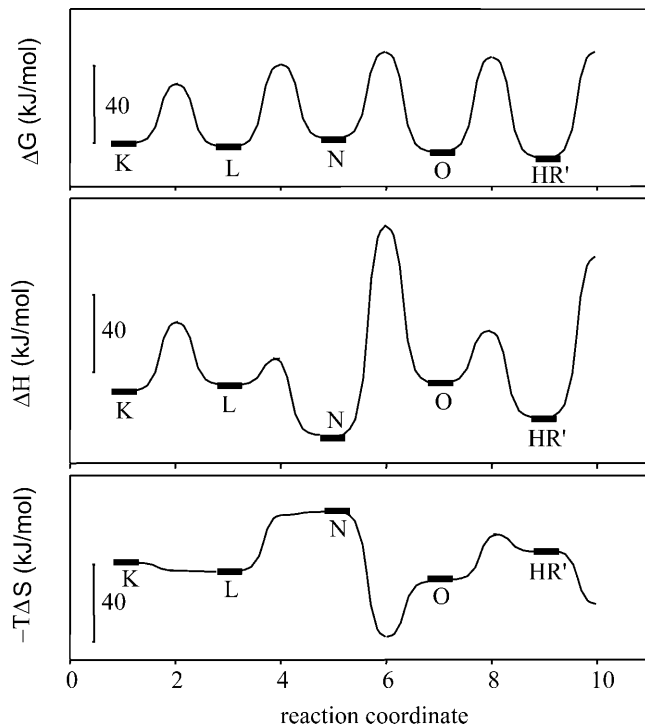 ΔG (kJ/mol)
40
K
L
N
O
HR'
ΔH (kJ/mol)
40
K
L
N
O
HR'
−TΔS (kJ/mol)
40
K
L
N
O
HR'
0 2 4 6 8 10
reaction coordinate